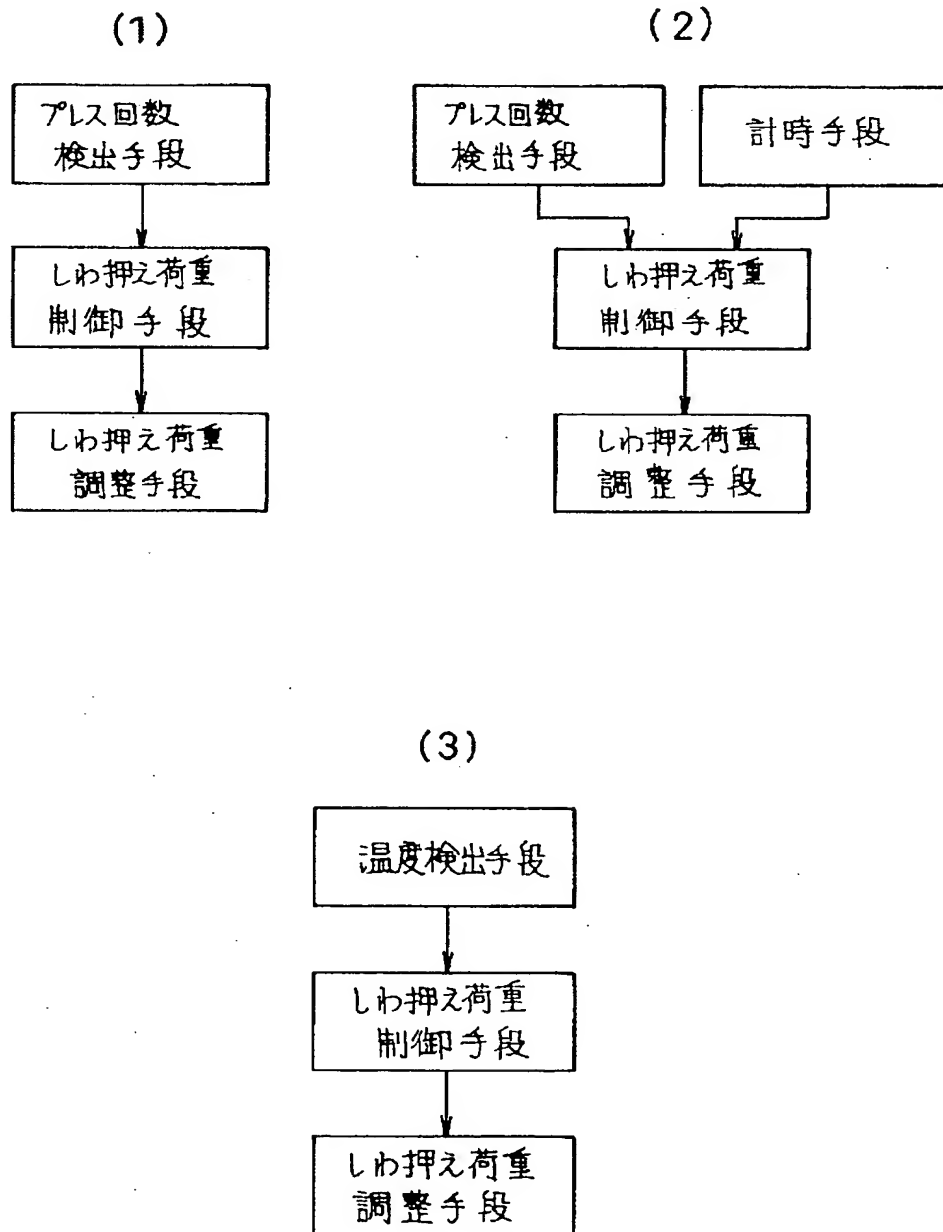 (1)
プレス回数
検出手段
しわ押え荷重
制御手段
しわ押え荷重
調整手段
(2)
プレス回数
検出手段
計時手段
しわ押え荷重
制御手段
しわ押え荷重
調整手段
(3)
温度検出手段
しわ押え荷重
制御手段
しわ押え荷重
調整手段